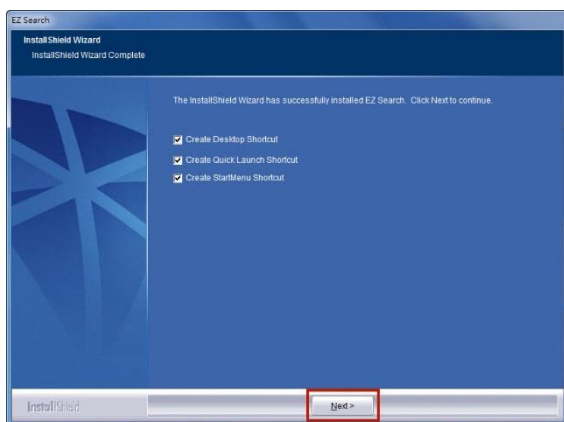 EZ Search
InstallShield Wizard
InstallShield Wizard Complete
The InstallShield Wizard has successfully installed EZ Search. Click Next to continue.
Create Desktop Shortcut
Create Quick Launch Shortcut
Create StartMenu Shortcut
InstallShield
Next >